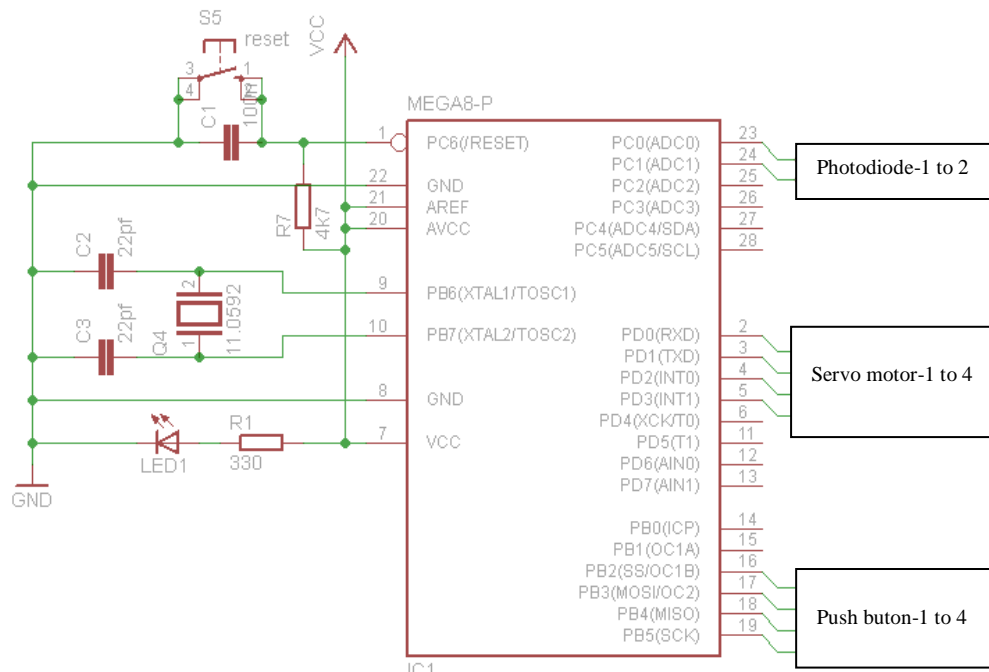 S5
reset
3
1
4
2
C1
100n
VCC
MEGA8-P
1
PC6(/RESET)
22
GND
21
AREF
20
AVCC
R7
4k7
C2
22pf
C3
22pf
2
1
Q4
11.0592
9
PB6(XTAL1/TOSC1)
10
PB7(XTAL2/TOSC2)
8
GND
7
VCC
LED1
R1
330
GND
PC0(ADC0)
23
PC1(ADC1)
24
PC2(ADC2)
25
PC3(ADC3)
26
PC4(ADC4/SDA)
27
PC5(ADC5/SCL)
28
PD0(RXD)
2
PD1(TXD)
3
PD2(INT0)
4
PD3(INT1)
5
PD4(XCK/T0)
6
PD5(T1)
11
PD6(AIN0)
12
PD7(AIN1)
13
PB0(ICP)
14
PB1(OC1A)
15
PB2(SS/OC1B)
16
PB3(MOSI/OC2)
17
PB4(MISO)
18
PB5(SCK)
19
IC1
Photodiode-1 to 2
Servo motor-1 to 4
Push buton-1 to 4